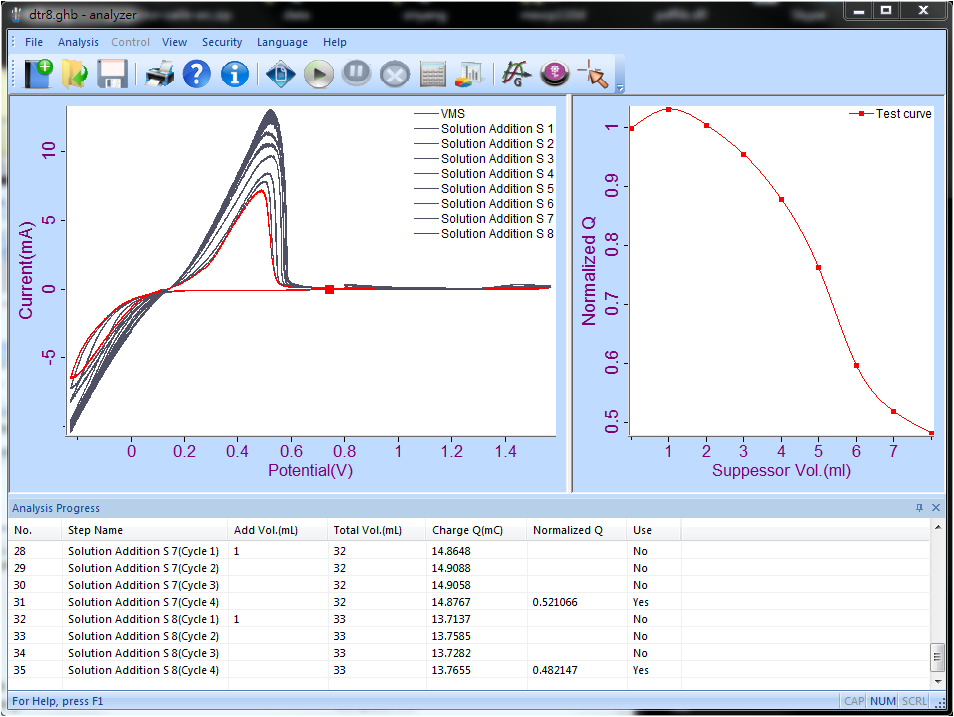 dtr8.ghb - analyzer
File Analysis Control View Security Language Help
VMS
Solution Addition S 1
Solution Addition S 2
Solution Addition S 3
Solution Addition S 4
Solution Addition S 5
Solution Addition S 6
Solution Addition S 7
Solution Addition S 8
10
5
0
-5
Current(mA)
0 0.2 0.4 0.6 0.8 1 1.2 1.4
Potential(V)
Test curve
1
0.9
0.8
0.7
0.6
0.5
Normalized Q
1 2 3 4 5 6 7
Suppessor Vol.(ml)
Analysis Progress
No. Step Name Add Vol.(mL) Total Vol.(mL) Charge Q(mC) Normalized Q Use
28 Solution Addition S 7(Cycle 1) 1 32 14.8648 No
29 Solution Addition S 7(Cycle 2) 32 14.9088 No
30 Solution Addition S 7(Cycle 3) 32 14.9058 No
31 Solution Addition S 7(Cycle 4) 32 14.8767 0.521066 Yes
32 Solution Addition S 8(Cycle 1) 1 33 13.7137 No
33 Solution Addition S 8(Cycle 2) 33 13.7585 No
34 Solution Addition S 8(Cycle 3) 33 13.7282 No
35 Solution Addition S 8(Cycle 4) 33 13.7655 0.482147 Yes
For Help, press F1
CAP NUM SCRL